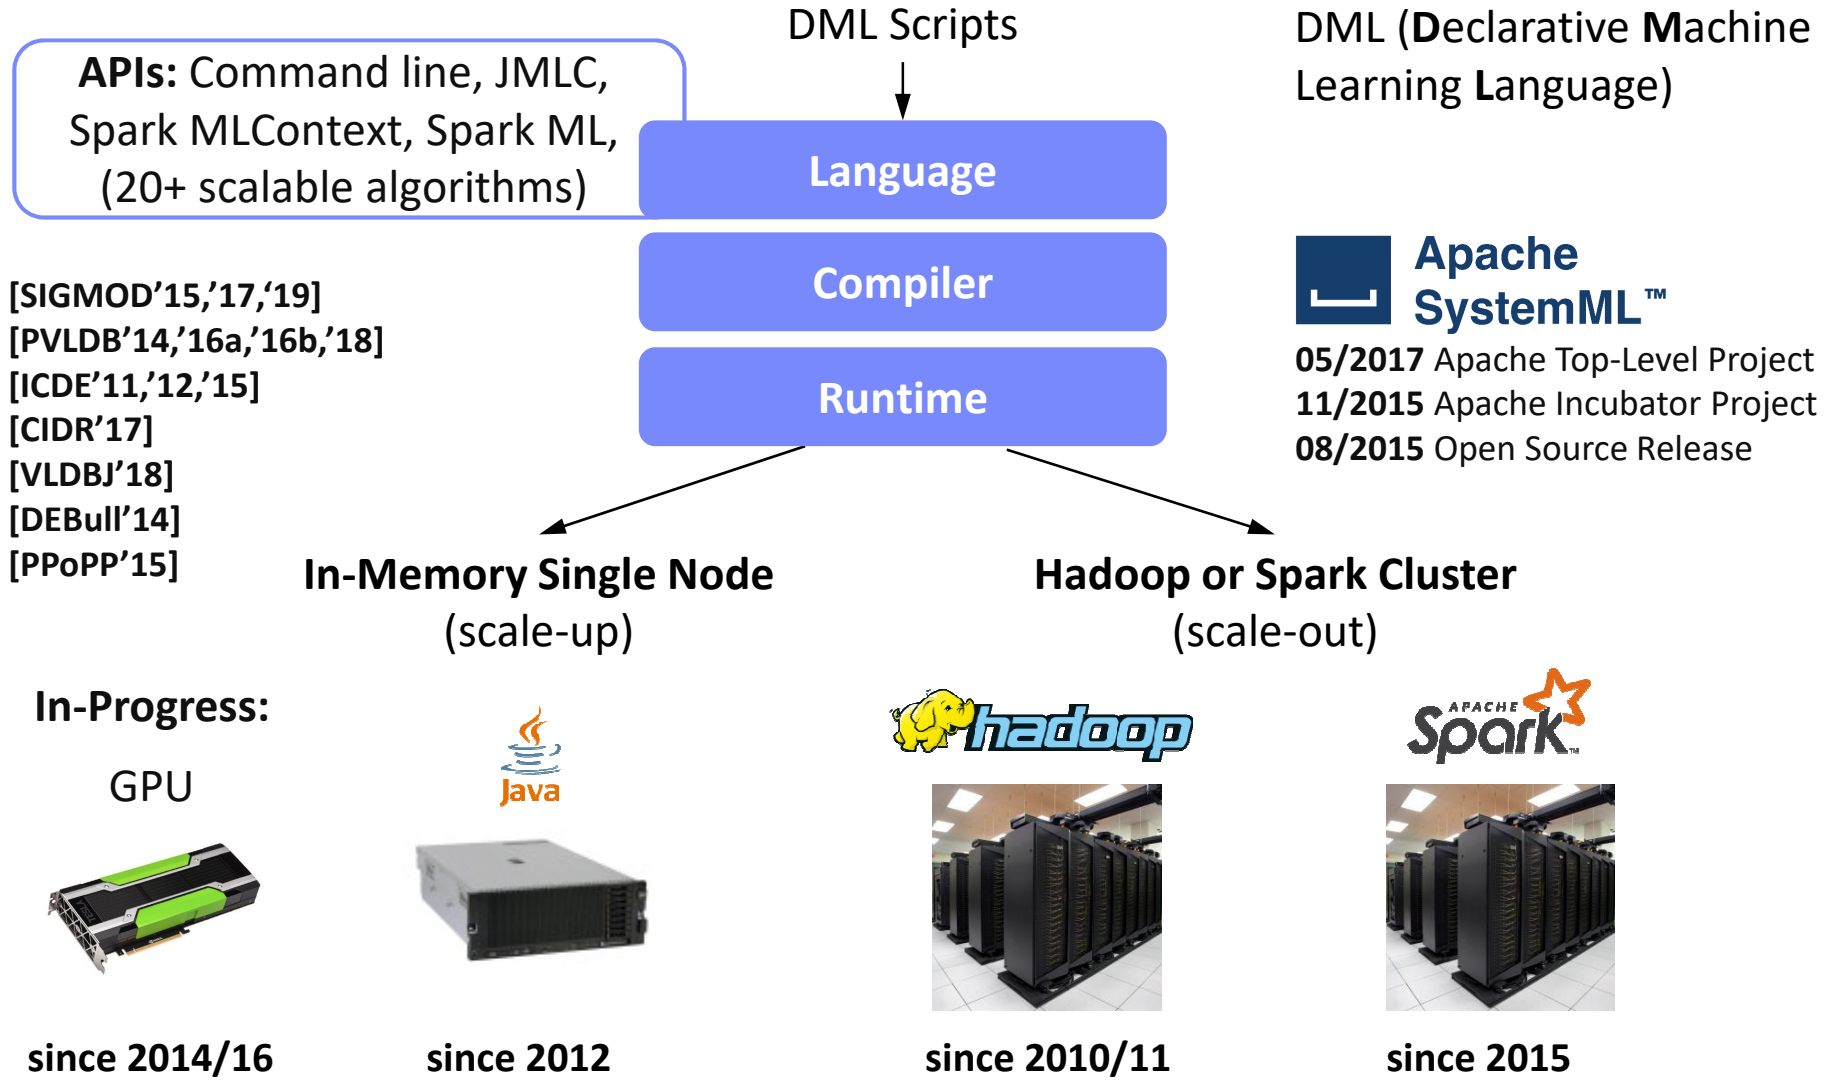 DML Scripts
DML (Declarative Machine
Learning Language)
APIs: Command line, JMLC,
Spark MLContext, Spark ML,
(20+ scalable algorithms)
Language
Compiler
Runtime
Apache
SystemML™
05/2017 Apache Top-Level Project
11/2015 Apache Incubator Project
08/2015 Open Source Release
[SIGMOD’15,’17,‘19]
[PVLDB’14,’16a,’16b,’18]
[ICDE’11,’12,’15]
[CIDR’17]
[VLDBJ’18]
[DEBull’14]
[PPoPP’15]
In-Memory Single Node
(scale-up)
Hadoop or Spark Cluster
(scale-out)
In-Progress:
GPU
Java
hadoop
APACHE
Spark™
TESLA
since 2014/16
since 2012
since 2010/11
since 2015